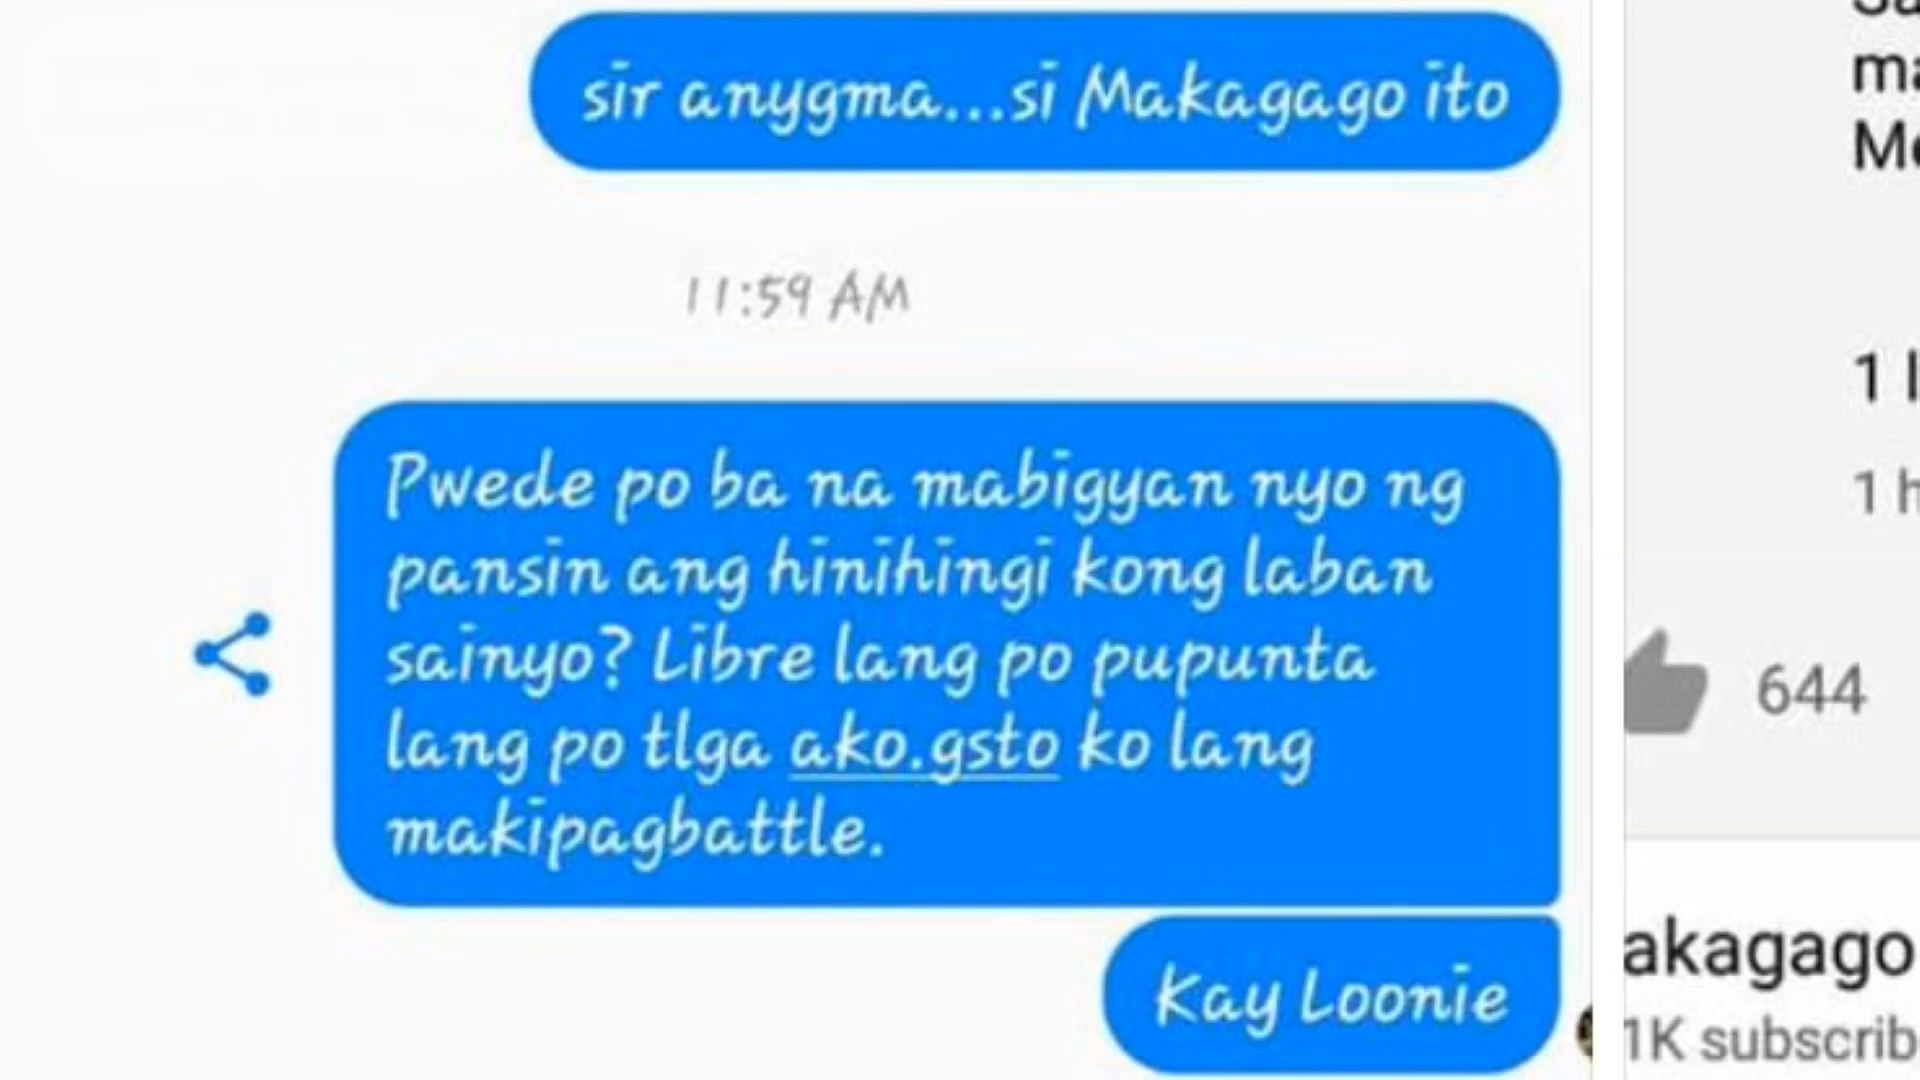 sir anygma...si Makagago ito
11:59 AM
Pwede po ba na mabigyan nyo ng
pansin ang hinihingi kong laban
sainyo? Libre lang po pupunta
lang po tlga ako.gsto ko lang
makipagbattle.
Kay Loonie
644
akagago
1K subscrib